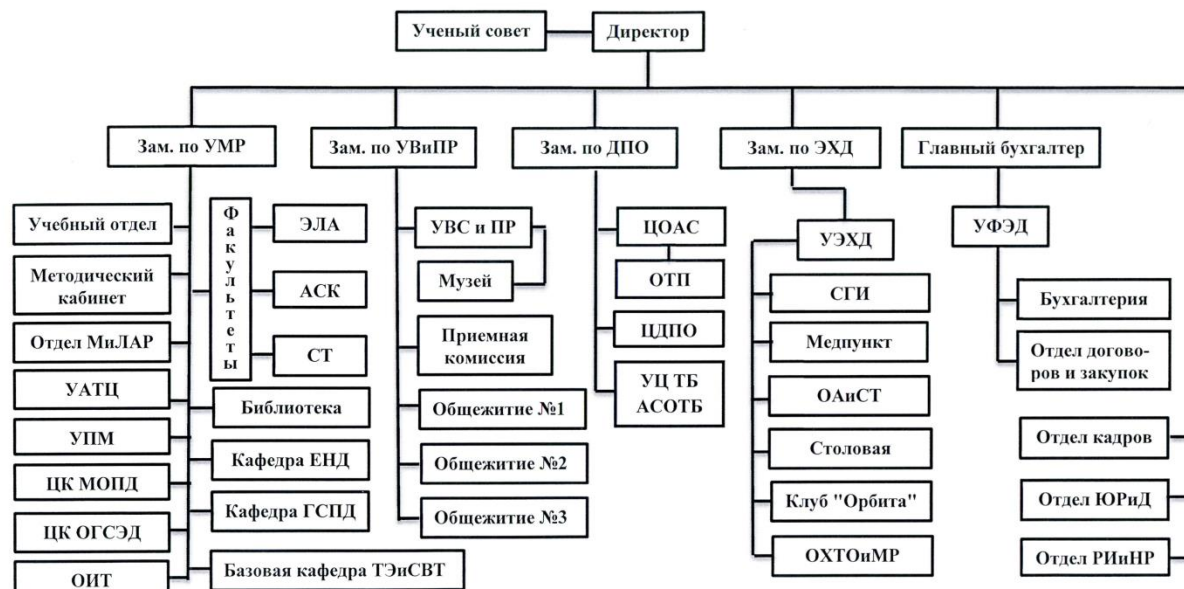 Ученый совет
Директор
Зам. по УМР
Зам. по УВиПР
Зам. по ДПО
Зам. по ЭХД
Главный бухгалтер
Учебный отдел
Методический
кабинет
Отдел МиЛАР
УАТЦ
УПМ
ЦК МОПД
ЦК ОГСЭД
ОИТ
Факультеты
ЭЛА
АСК
СТ
Библиотека
Кафедра ЕНД
Кафедра ГСПД
Базовая кафедра ТЭиСВТ
УВС и ПР
Музей
Приемная
комиссия
Общежитие №1
Общежитие №2
Общежитие №3
ЦОАС
ОТП
ЦДПО
УЦ ТБ
АСОТБ
УЭХД
СГИ
Медпункт
ОАиСТ
Столовая
Клуб "Орбита"
ОХТОиМР
УФЭД
Бухгалтерия
Отдел догово-
ров и закупок
Отдел кадров
Отдел ЮРиД
Отдел РИиНР